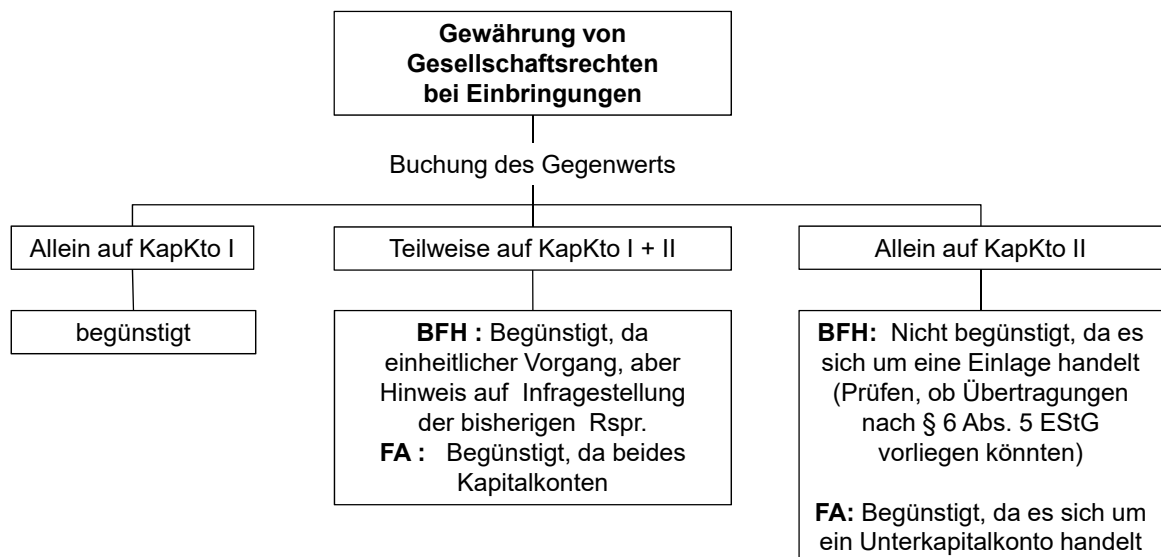 Gewährung von
Gesellschaftsrechten
bei Einbringungen
Buchung des Gegenwerts
Allein auf KapKto I
Teilweise auf KapKto I + II
Allein auf KapKto II
begünstigt
BFH : Begünstigt, da
einheitlicher Vorgang, aber
Hinweis auf Infragestellung
der bisherigen Rspr.
FA : Begünstigt, da beides
Kapitalkonten
BFH: Nicht begünstigt, da es
sich um eine Einlage handelt
(Prüfen, ob Übertragungen
nach § 6 Abs. 5 EStG
vorliegen könnten)
FA: Begünstigt, da es sich um
ein Unterkapitalkonto handelt